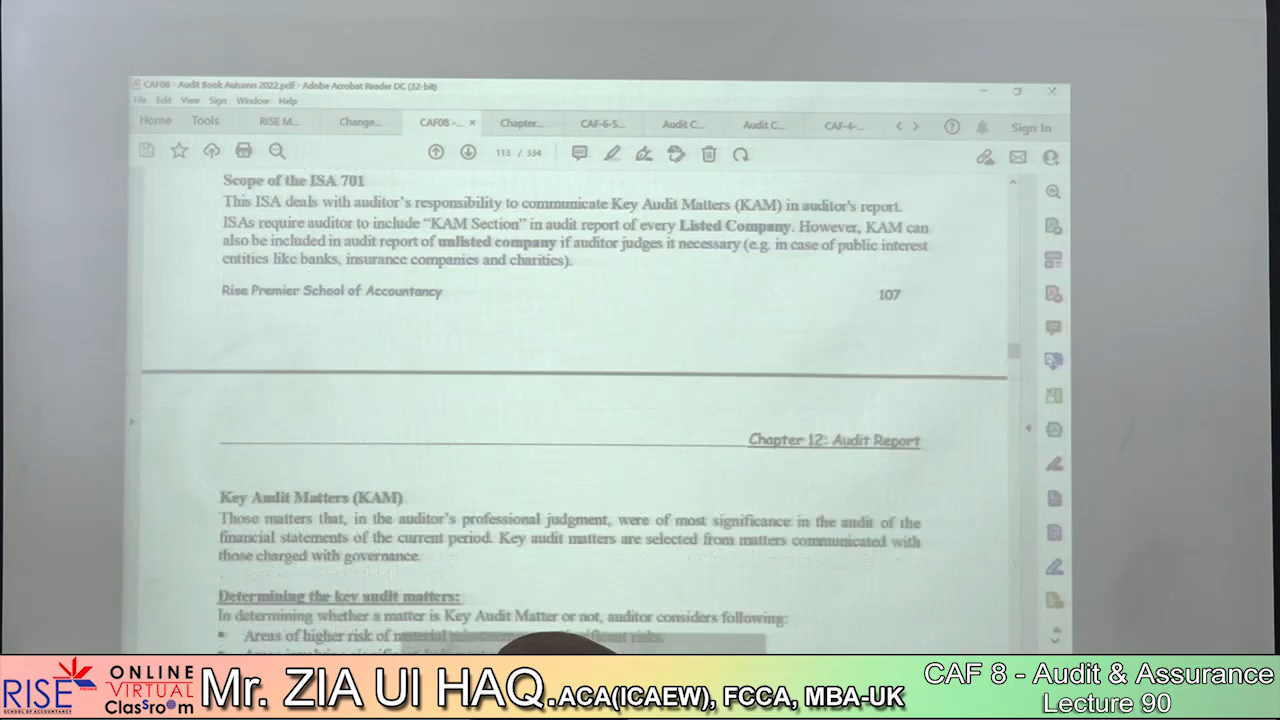 CAF08 - Audit Book Autumn 2022.pdf - Adobe Acrobat Reader DC (32-bit)
File Edit View Sign Window Help
Home Tools RISE M... Change... CAF08 -... × Chapter... CAF-6-S... Audit C... Audit C... CAF-4-... Sign In
113 / 334
Scope of the ISA 701
This ISA deals with auditor's responsibility to communicate Key Audit Matters (KAM) in auditor's report.
ISAs require auditor to include “KAM Section” in audit report of every Listed Company. However, KAM can
also be included in audit report of unlisted company if auditor judges it necessary (e.g. in case of public interest
entities like banks, insurance companies and charities).
Rise Premier School of Accountancy 107
Chapter 12: Audit Report
Key Audit Matters (KAM)
Those matters that, in the auditor's professional judgment, were of most significance in the audit of the
financial statements of the current period. Key audit matters are selected from matters communicated with
those charged with governance.
Determining the key audit matters:
In determining whether a matter is Key Audit Matter or not, auditor considers following:
▪ Areas of higher risk of material
RISE PREMIER
SCHOOL OF ACCOUNTANCY
ONLINE
VIRTUAL
ClasSroom
Mr. ZIA UI HAQ.ACA(ICAEW), FCCA, MBA-UK
CAF 8 - Audit & Assurance
Lecture 90